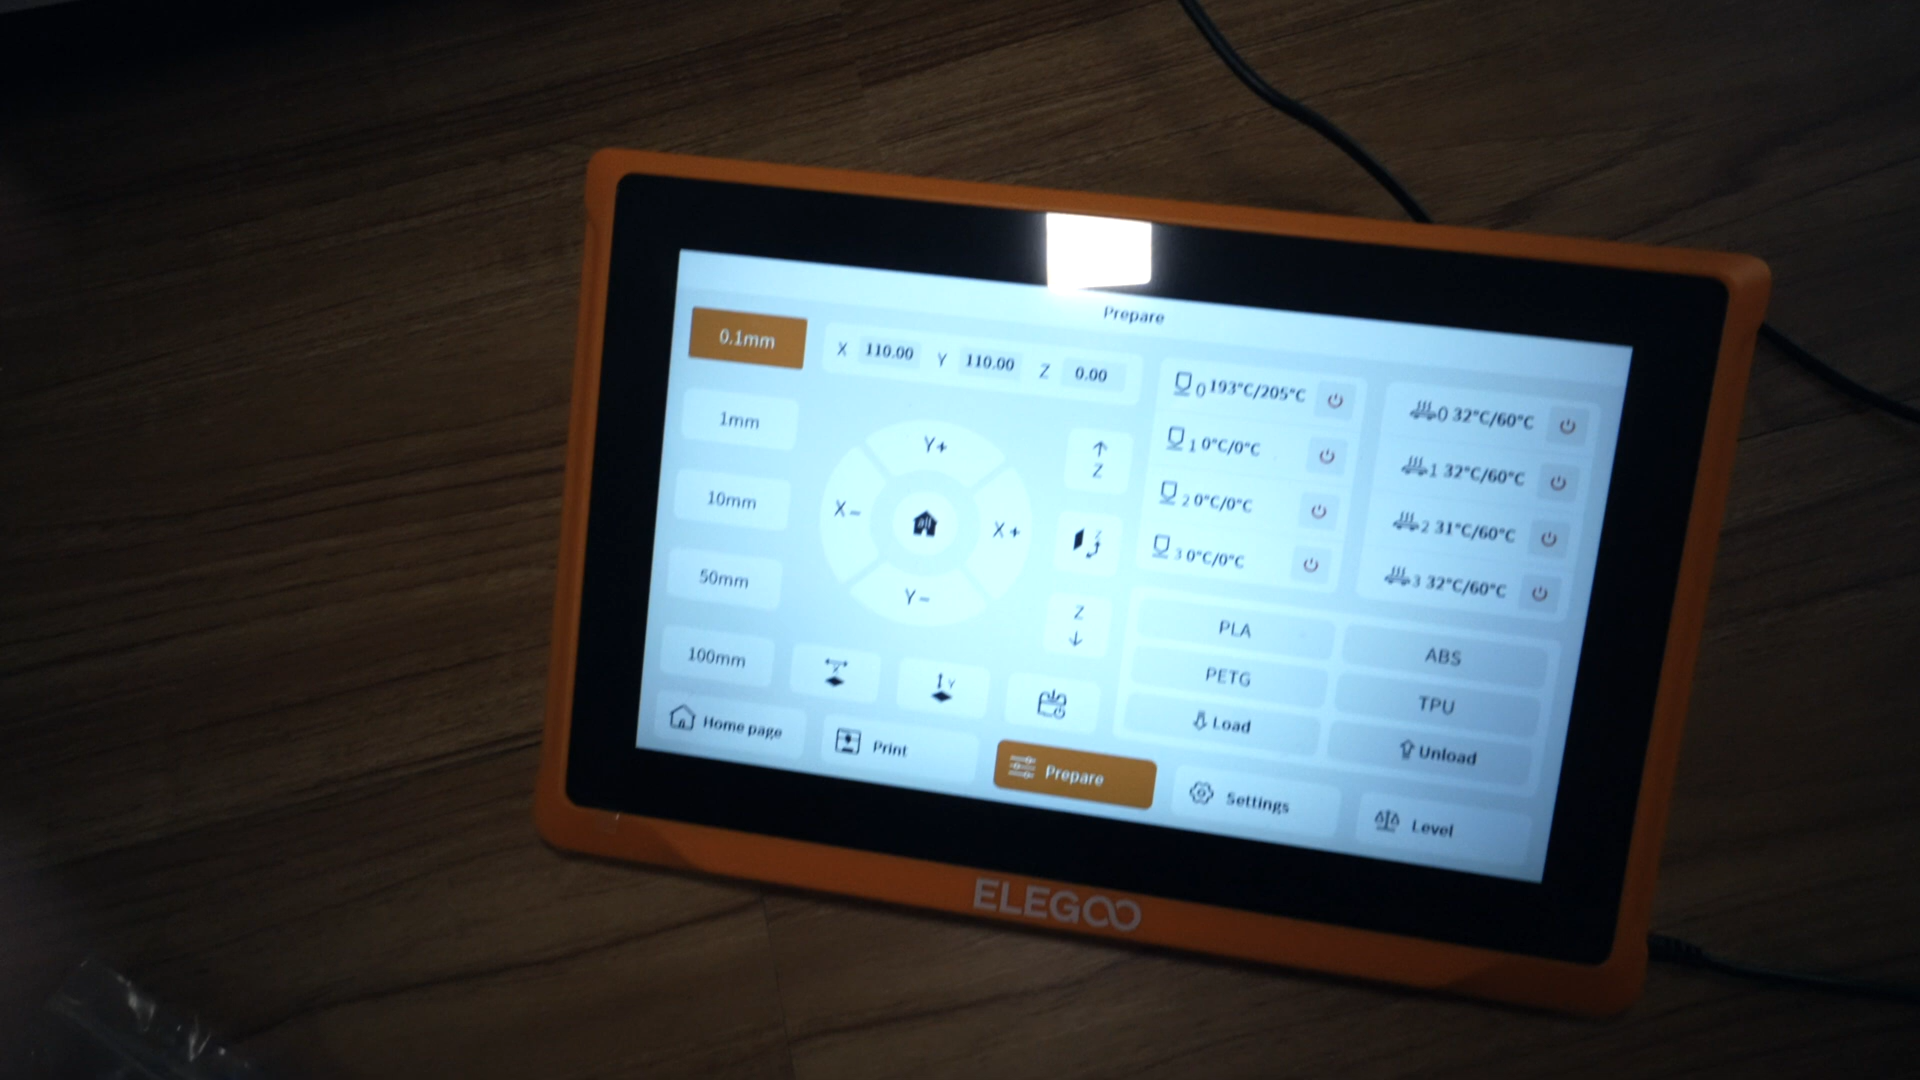 Prepare
0.1mm
X 110.00 Y 110.00 Z 0.00
1mm
10mm
50mm
100mm
Y+
X-
X+
Y-
↑
Z
Z
Z
↓
Y
0 193°C/205°C
1 0°C/0°C
2 0°C/0°C
3 0°C/0°C
0 32°C/60°C
1 32°C/60°C
2 31°C/60°C
3 32°C/60°C
PLA
ABS
PETG
TPU
Load
Unload
Home page
Print
Prepare
Settings
Level
ELEGOO